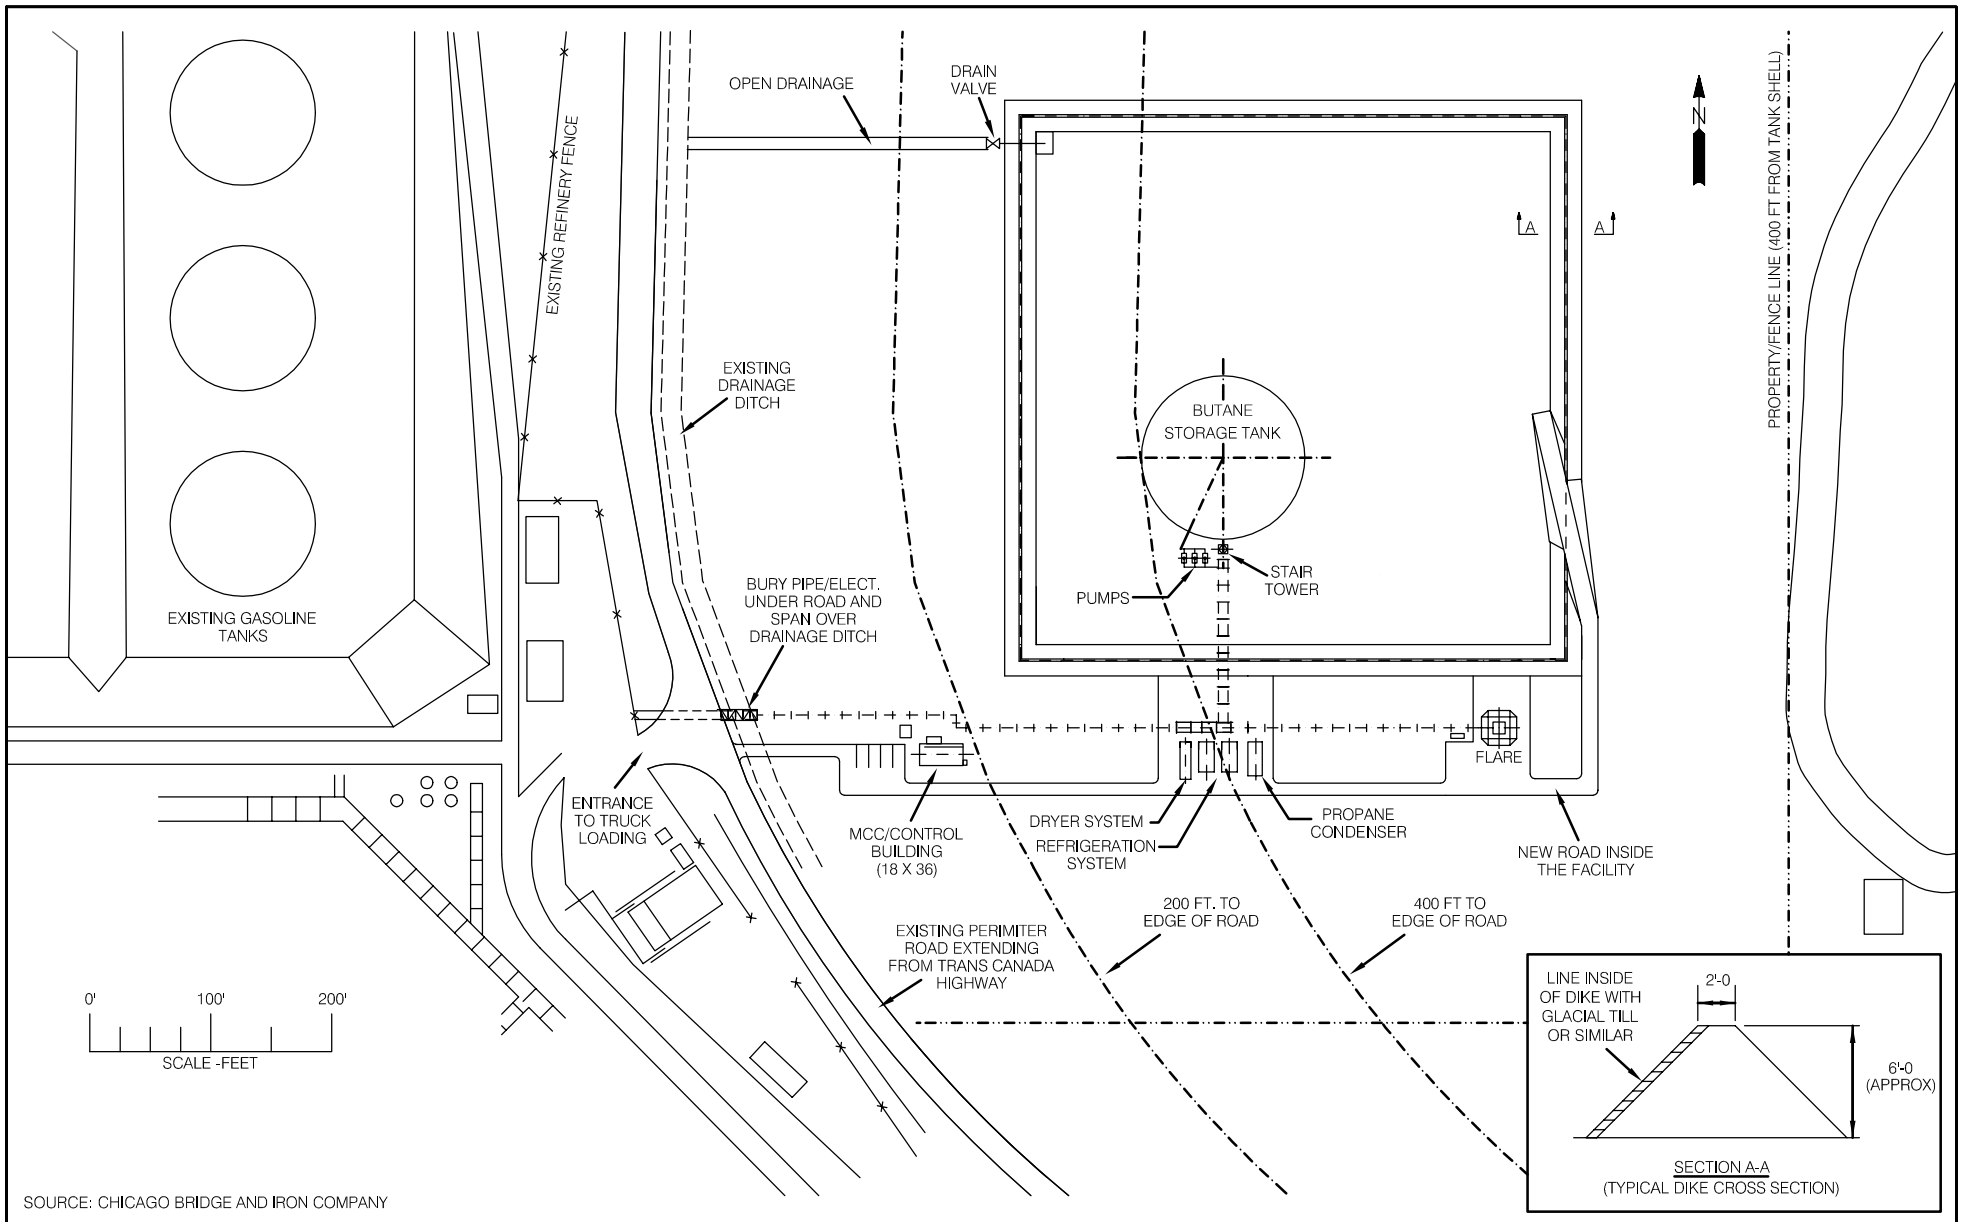 OPEN DRAINAGE
DRAIN
VALVE
N
PROPERTY/FENCE LINE (400 FT FROM TANK SHELL)
EXISTING REFINERY FENCE
A
A
EXISTING
DRAINAGE
DITCH
BUTANE
STORAGE TANK
STAIR
TOWER
PUMPS
BURY PIPE/ELECT.
UNDER ROAD AND
SPAN OVER
DRAINAGE DITCH
EXISTING GASOLINE
TANKS
FLARE
ENTRANCE
TO TRUCK
LOADING
MCC/CONTROL
BUILDING
(18 X 36)
DRYER SYSTEM
REFRIGERATION
SYSTEM
PROPANE
CONDENSER
NEW ROAD INSIDE
THE FACILITY
200 FT. TO
EDGE OF ROAD
400 FT TO
EDGE OF ROAD
EXISTING PERIMITER
ROAD EXTENDING
FROM TRANS CANADA
HIGHWAY
0' 100' 200'
SCALE -FEET
LINE INSIDE
OF DIKE WITH
GLACIAL TILL
OR SIMILAR
2'-0
6'-0
(APPROX)
SECTION A-A
(TYPICAL DIKE CROSS SECTION)
SOURCE: CHICAGO BRIDGE AND IRON COMPANY